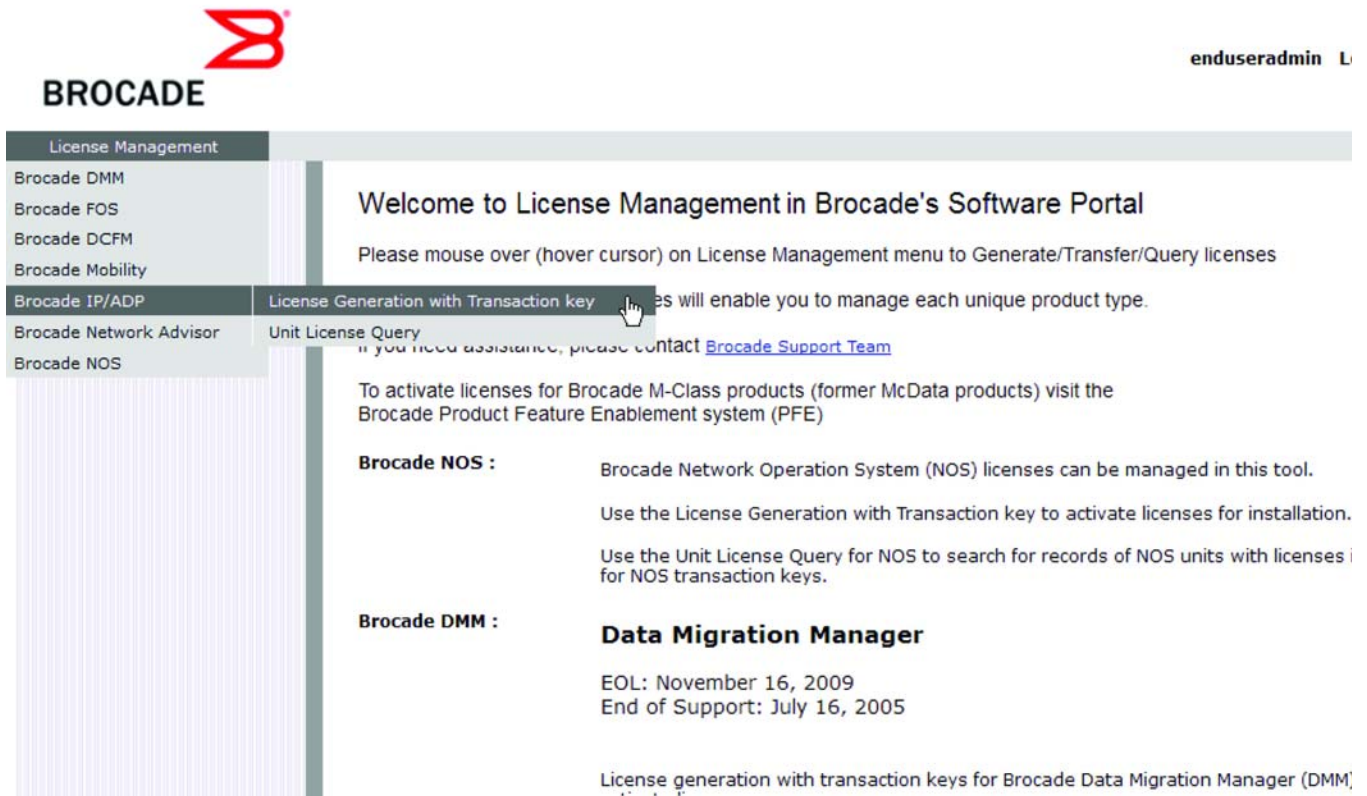 BROCADE
enduseradmin
License Management
Brocade DMM
Brocade FOS
Brocade DCFM
Brocade Mobility
Brocade IP/ADP
License Generation with Transaction key
Brocade Network Advisor
Unit License Query
Brocade NOS
Welcome to License Management in Brocade's Software Portal
Please mouse over (hover cursor) on License Management menu to Generate/Transfer/Query licenses
will enable you to manage each unique product type.
If you need assistance, please contact Brocade Support Team
To activate licenses for Brocade M-Class products (former McData products) visit the
Brocade Product Feature Enablement system (PFE)
Brocade NOS :
Brocade Network Operation System (NOS) licenses can be managed in this tool.
Use the License Generation with Transaction key to activate licenses for installation.
Use the Unit License Query for NOS to search for records of NOS units with licenses
for NOS transaction keys.
Brocade DMM :
Data Migration Manager
EOL: November 16, 2009
End of Support: July 16, 2005
License generation with transaction keys for Brocade Data Migration Manager (DMM)